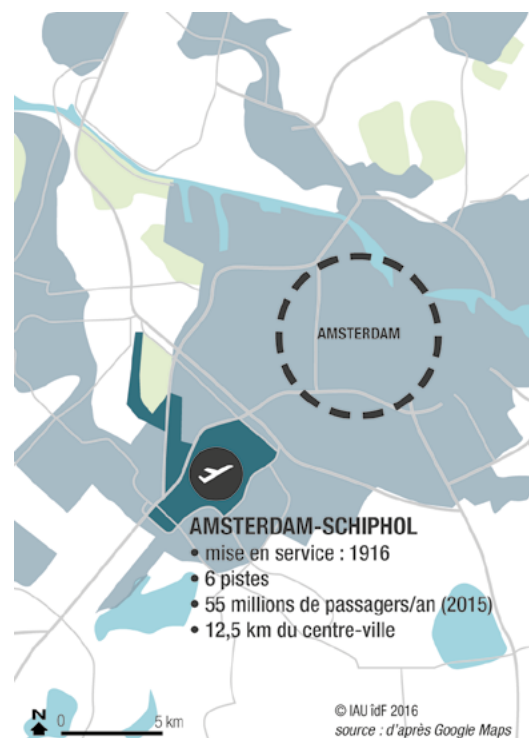 AMSTERDAM
AMSTERDAM-SCHIPHOL
• mise en service : 1916
• 6 pistes
• 55 millions de passagers/an (2015)
• 12,5 km du centre-ville
N 0 5 km
© IAU îdF 2016
source : d'après Google Maps